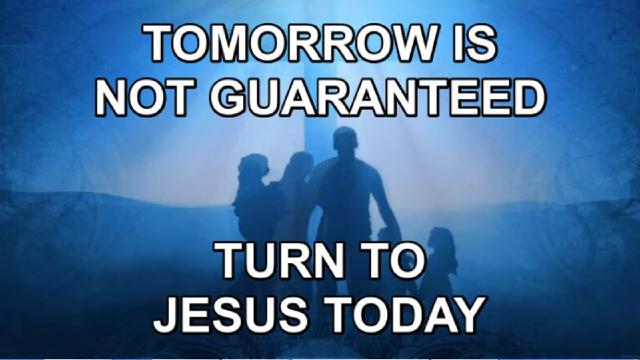 TOMORROW IS
NOT GUARANTEED
TURN TO
JESUS TODAY